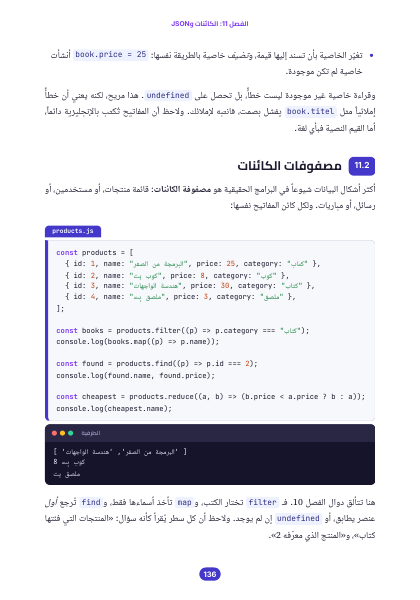 الفصل 11: الكائنات وJSON
• تغيّر الخاصية بأن تسند إليها قيمة، وتضيف خاصية بالطريقة نفسها: book.price = 25 أنشأت
خاصية لم تكن موجودة.
وقراءة خاصية غير موجودة ليست خطأً، بل تحصل على undefined. هذا مريح، لكنه يعني أن خطأً
إملائياً مثل book.titel يفشل بصمت، فانتبه لإملائك. ولاحظ أن المفاتيح تُكتب بالإنجليزية دائماً،
أما القيم النصية فبأي لغة.
11.2 مصفوفات الكائنات
أكثر أشكال البيانات شيوعاً في البرامج الحقيقية هو مصفوفة الكائنات: قائمة منتجات، أو مستخدمين، أو
رسائل، أو مباريات. ولكل كائن المفاتيح نفسها:
products.js
const products = [
{ id: 1, name: "البرمجة من الصفر", price: 25, category: "كتاب" },
{ id: 2, name: "كوب بت", price: 8, category: "كوب" },
{ id: 3, name: "هندسة الواجهات", price: 30, category: "كتاب" },
{ id: 4, name: "ملصق بت", price: 3, category: "ملصق" },
];
const books = products.filter((p) => p.category === "كتاب");
console.log(books.map((p) => p.name));
const found = products.find((p) => p.id === 2);
console.log(found.name, found.price);
const cheapest = products.reduce((a, b) => (b.price < a.price ? b : a));
console.log(cheapest.name);
الطرفية
[ 'البرمجة من الصفر', 'هندسة الواجهات' ]
كوب بت 8
ملصق بت
هنا تتألق دوال الفصل 10. فـ filter تختار الكتب، و map تأخذ أسماءها فقط، و find تُرجع أول
عنصر يطابق، أو undefined إن لم يوجد. ولاحظ أن كل سطر يُقرأ كأنه سؤال: «المنتجات التي فئتها
كتاب»، و«المنتج الذي معرّفه 2».
136